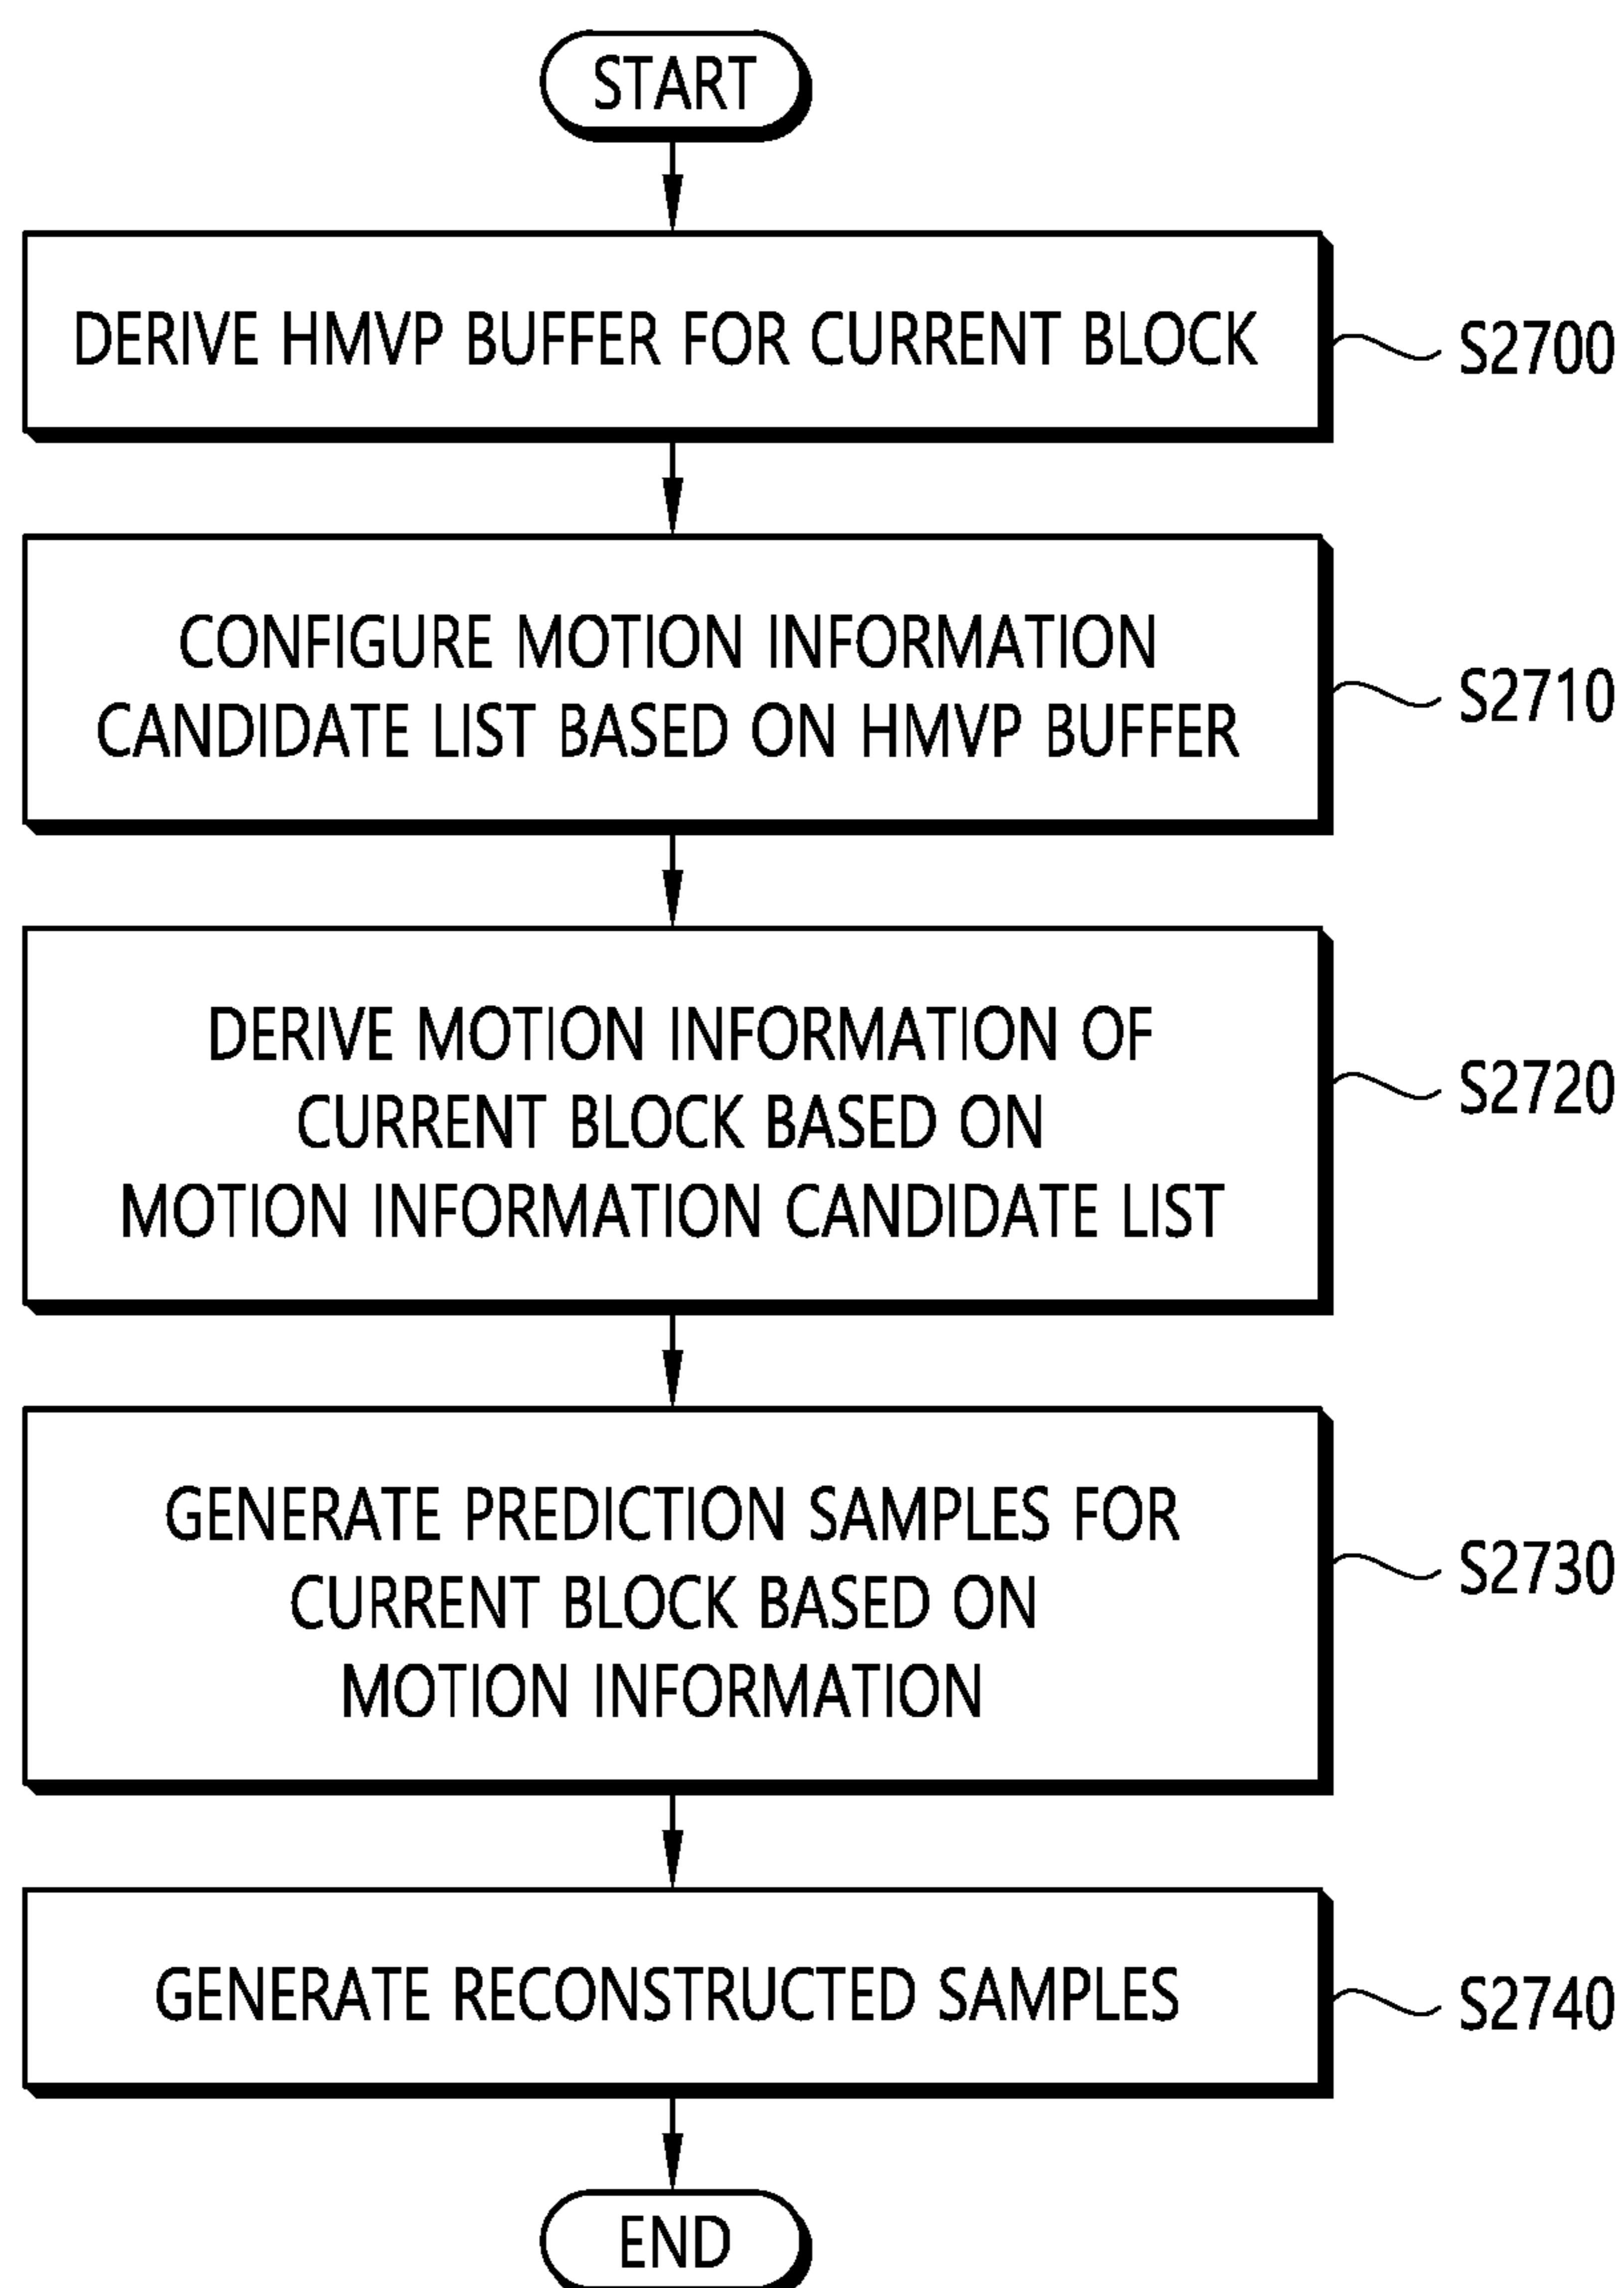 START
DERIVE HMVP BUFFER FOR CURRENT BLOCK
S2700
CONFIGURE MOTION INFORMATION
CANDIDATE LIST BASED ON HMVP BUFFER
S2710
DERIVE MOTION INFORMATION OF
CURRENT BLOCK BASED ON
MOTION INFORMATION CANDIDATE LIST
S2720
GENERATE PREDICTION SAMPLES FOR
CURRENT BLOCK BASED ON
MOTION INFORMATION
S2730
GENERATE RECONSTRUCTED SAMPLES
S2740
END